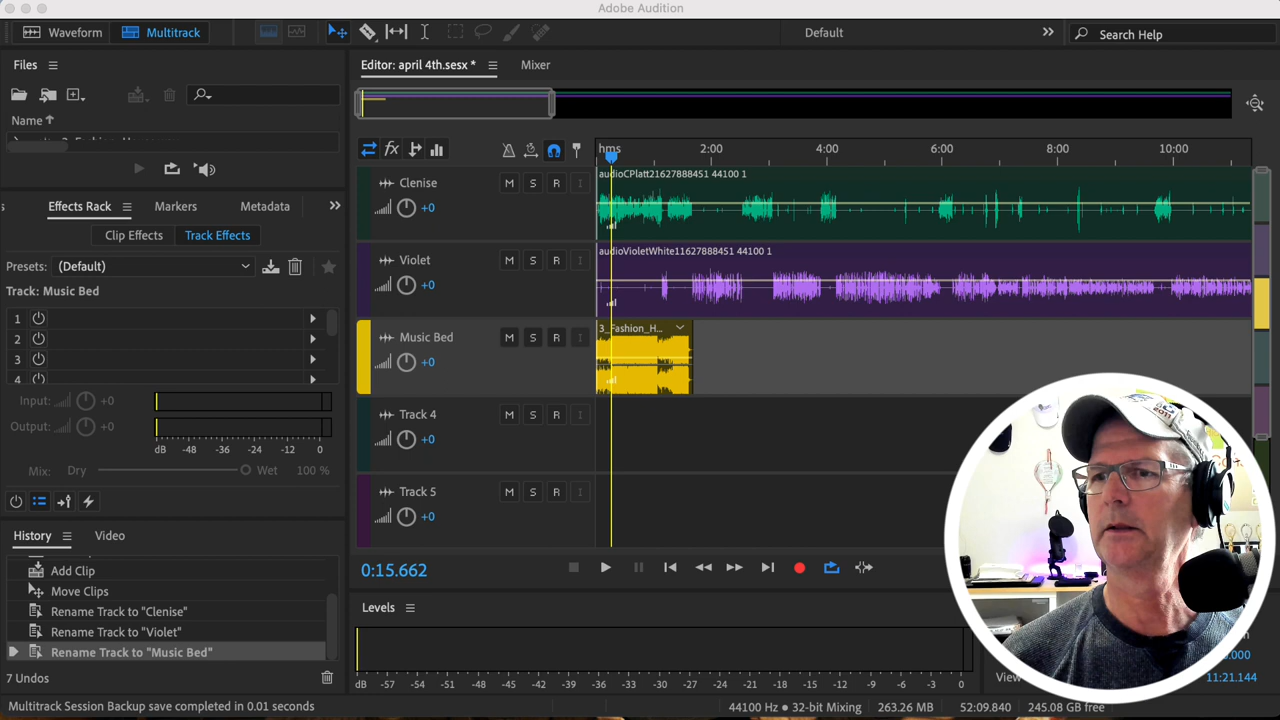 Adobe Audition
Waveform Multitrack Default Search Help
Files Editor: april 4th.sesx * Mixer
Name
hms 2:00 4:00 6:00 8:00 10:00
Clenise M S R I audioCPlatt21627888451 44100 1
+0
Effects Rack Markers Metadata
Clip Effects Track Effects
Violet M S R I audioVioletWhite11627888451 44100 1
+0
Presets: (Default)
Track: Music Bed
1
2
3
4
Music Bed M S R I 3_Fashion_H...
+0
Input: +0
Output: +0
dB -48 -36 -24 -12 0
Mix: Dry Wet 100 %
Track 4 M S R I
+0
Track 5 M S R I
+0
History Video
Add Clip
Move Clips
Rename Track to "Clenise"
Rename Track to "Violet"
Rename Track to "Music Bed"
7 Undos
0:15.662
Levels
dB -57 -54 -51 -48 -45 -42 -39 -36 -33 -30 -27 -24 -21 -18 -15 -12 -9 -6 -3 0
2011
.000
11:21.144
Multitrack Session Backup save completed in 0.01 seconds
44100 Hz • 32-bit Mixing 263.26 MB 52:09.840 245.08 GB free